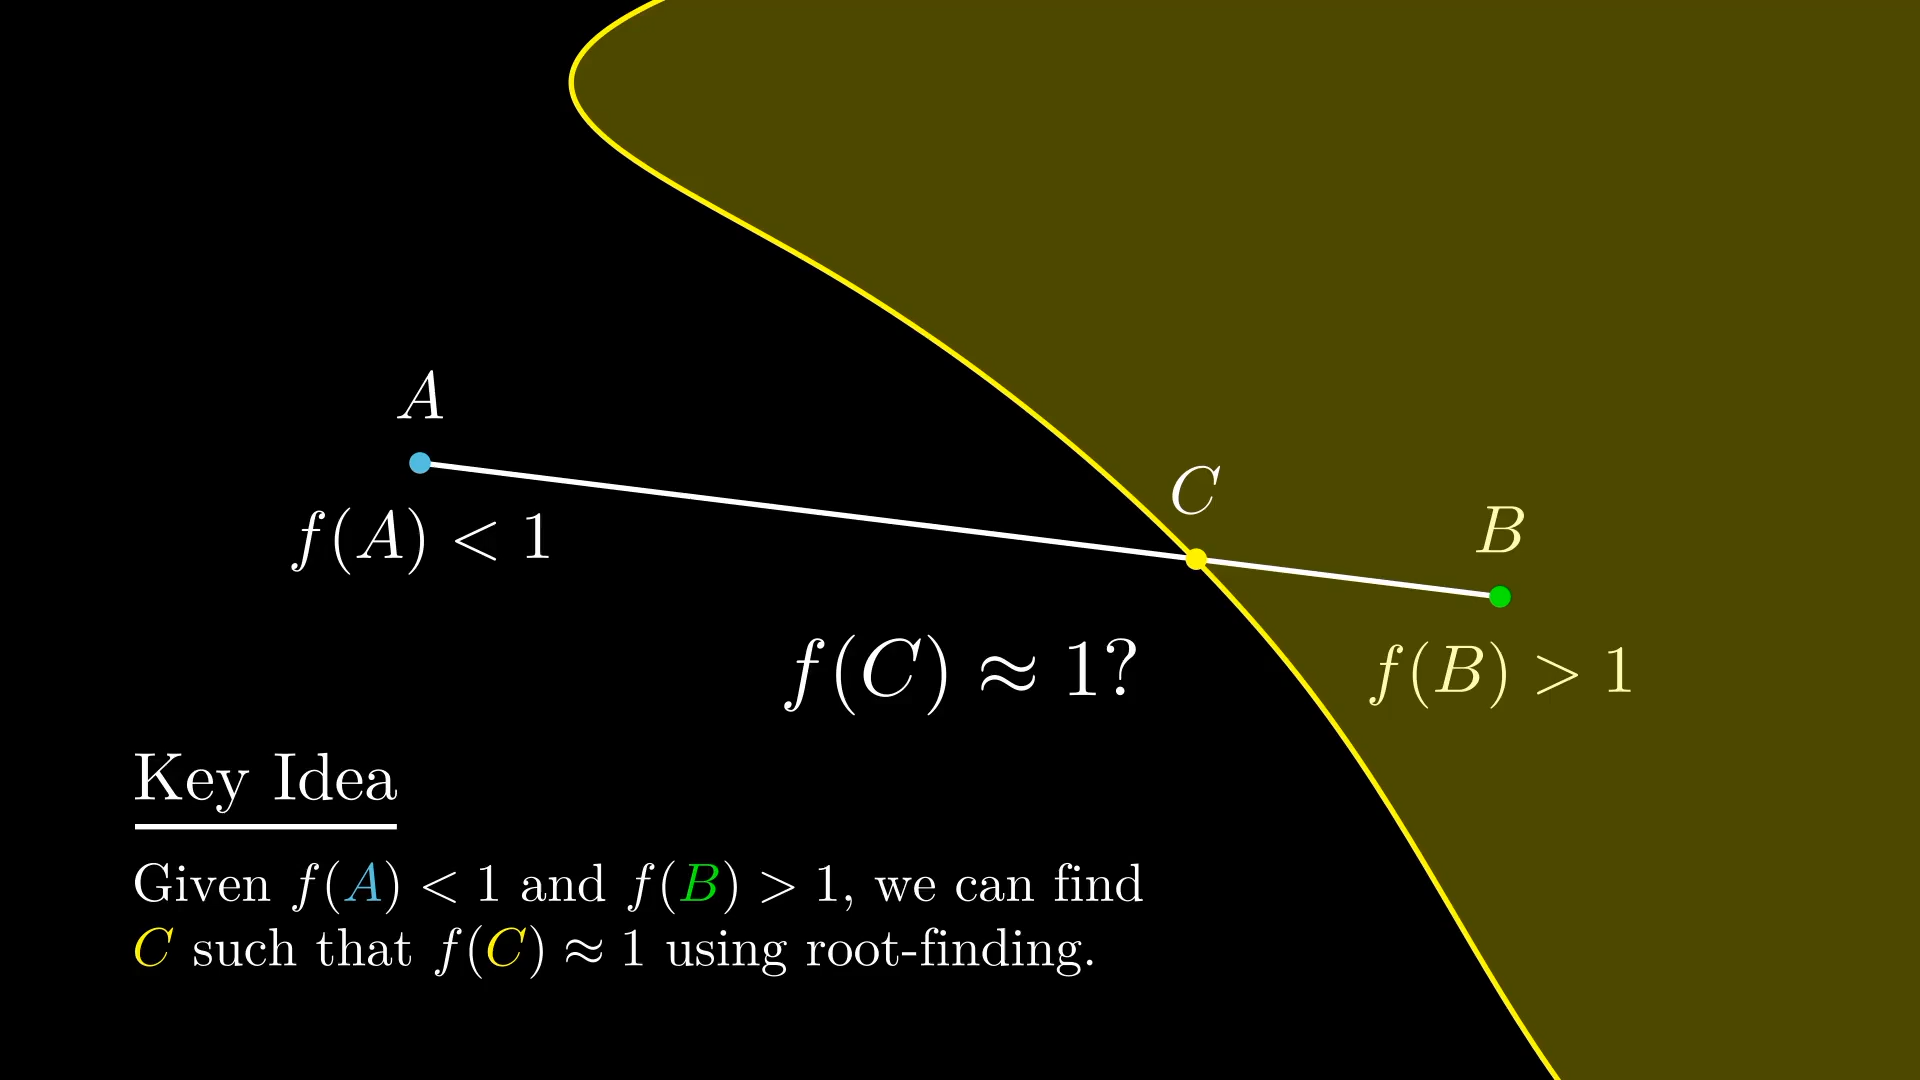 A
f(A) < 1
C
B
f(C) ≈ 1?
f(B) > 1
Key Idea
Given f(A) < 1 and f(B) > 1, we can find
C such that f(C) ≈ 1 using root-finding.